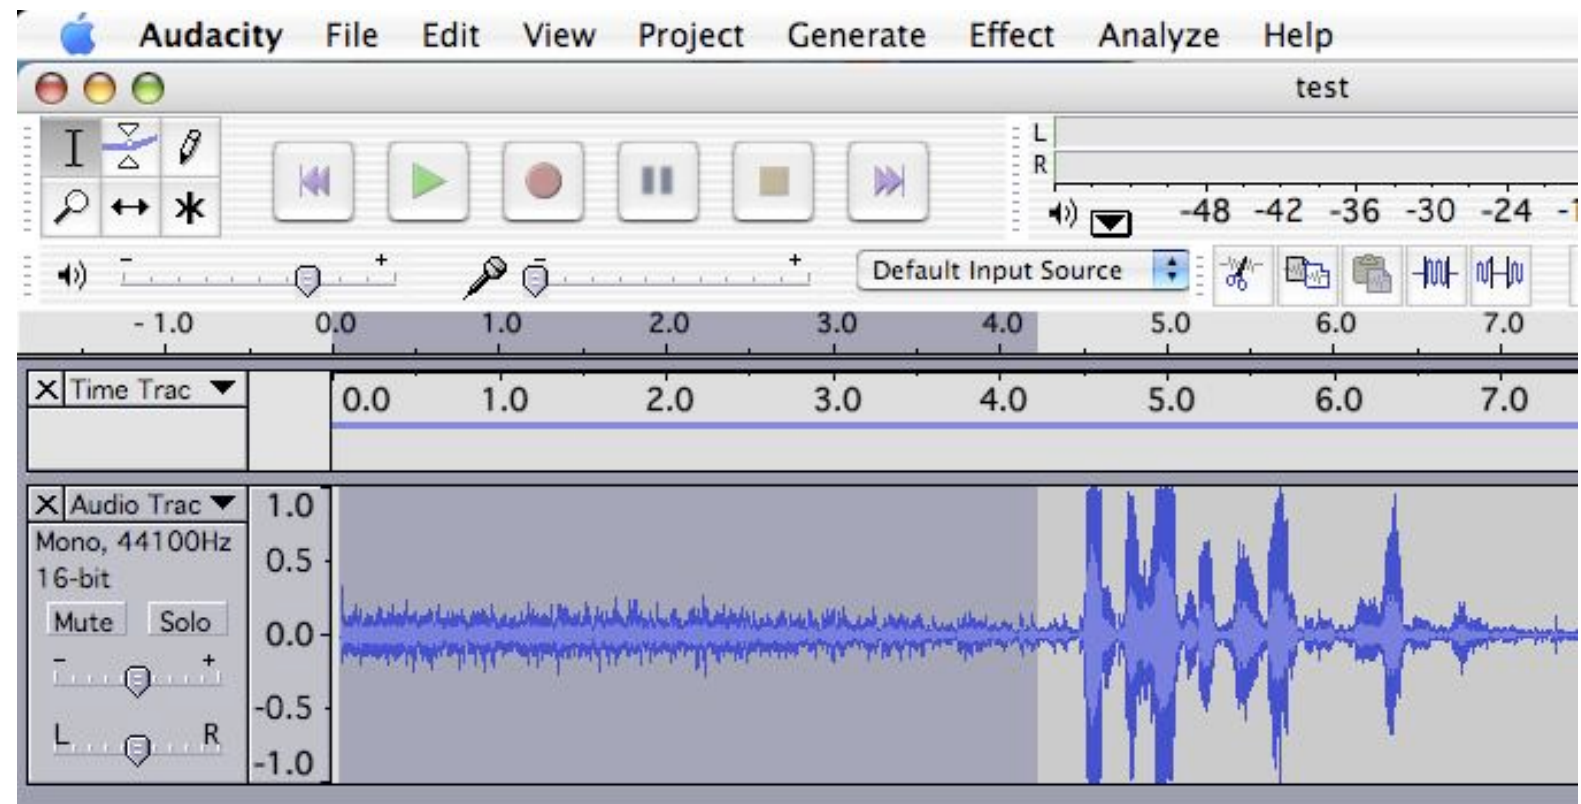 Audacity File Edit View Project Generate Effect Analyze Help
test
L
R
-48 -42 -36 -30 -24 -1
- + - + Default Input Source
- 1.0 0.0 1.0 2.0 3.0 4.0 5.0 6.0 7.0
Time Trac 0.0 1.0 2.0 3.0 4.0 5.0 6.0 7.0
Audio Trac 1.0
Mono, 44100Hz
16-bit 0.5
Mute Solo 0.0
- +
-0.5
L R
-1.0